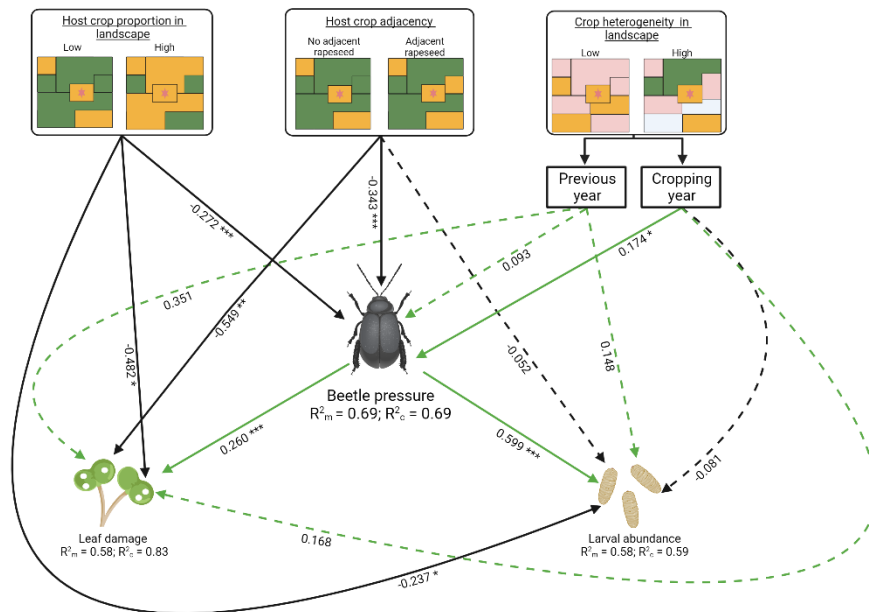 Host crop proportion in
landscape
Low
High
Host crop adjacency
No adjacent
rapeseed
Adjacent
rapeseed
Crop heterogeneity in
landscape
Low
High
Previous
year
Cropping
year
-0.272 ***
-0.343 ***
0.093
0.174 *
0.351
-0.549 **
-0.482 *
-0.052
0.148
Beetle pressure
R²m = 0.69; R²c = 0.69
0.260 ***
0.599 ***
-0.081
Leaf damage
R²m = 0.58; R²c = 0.83
0.168
Larval abundance
R²m = 0.58; R²c = 0.59
-0.237 *